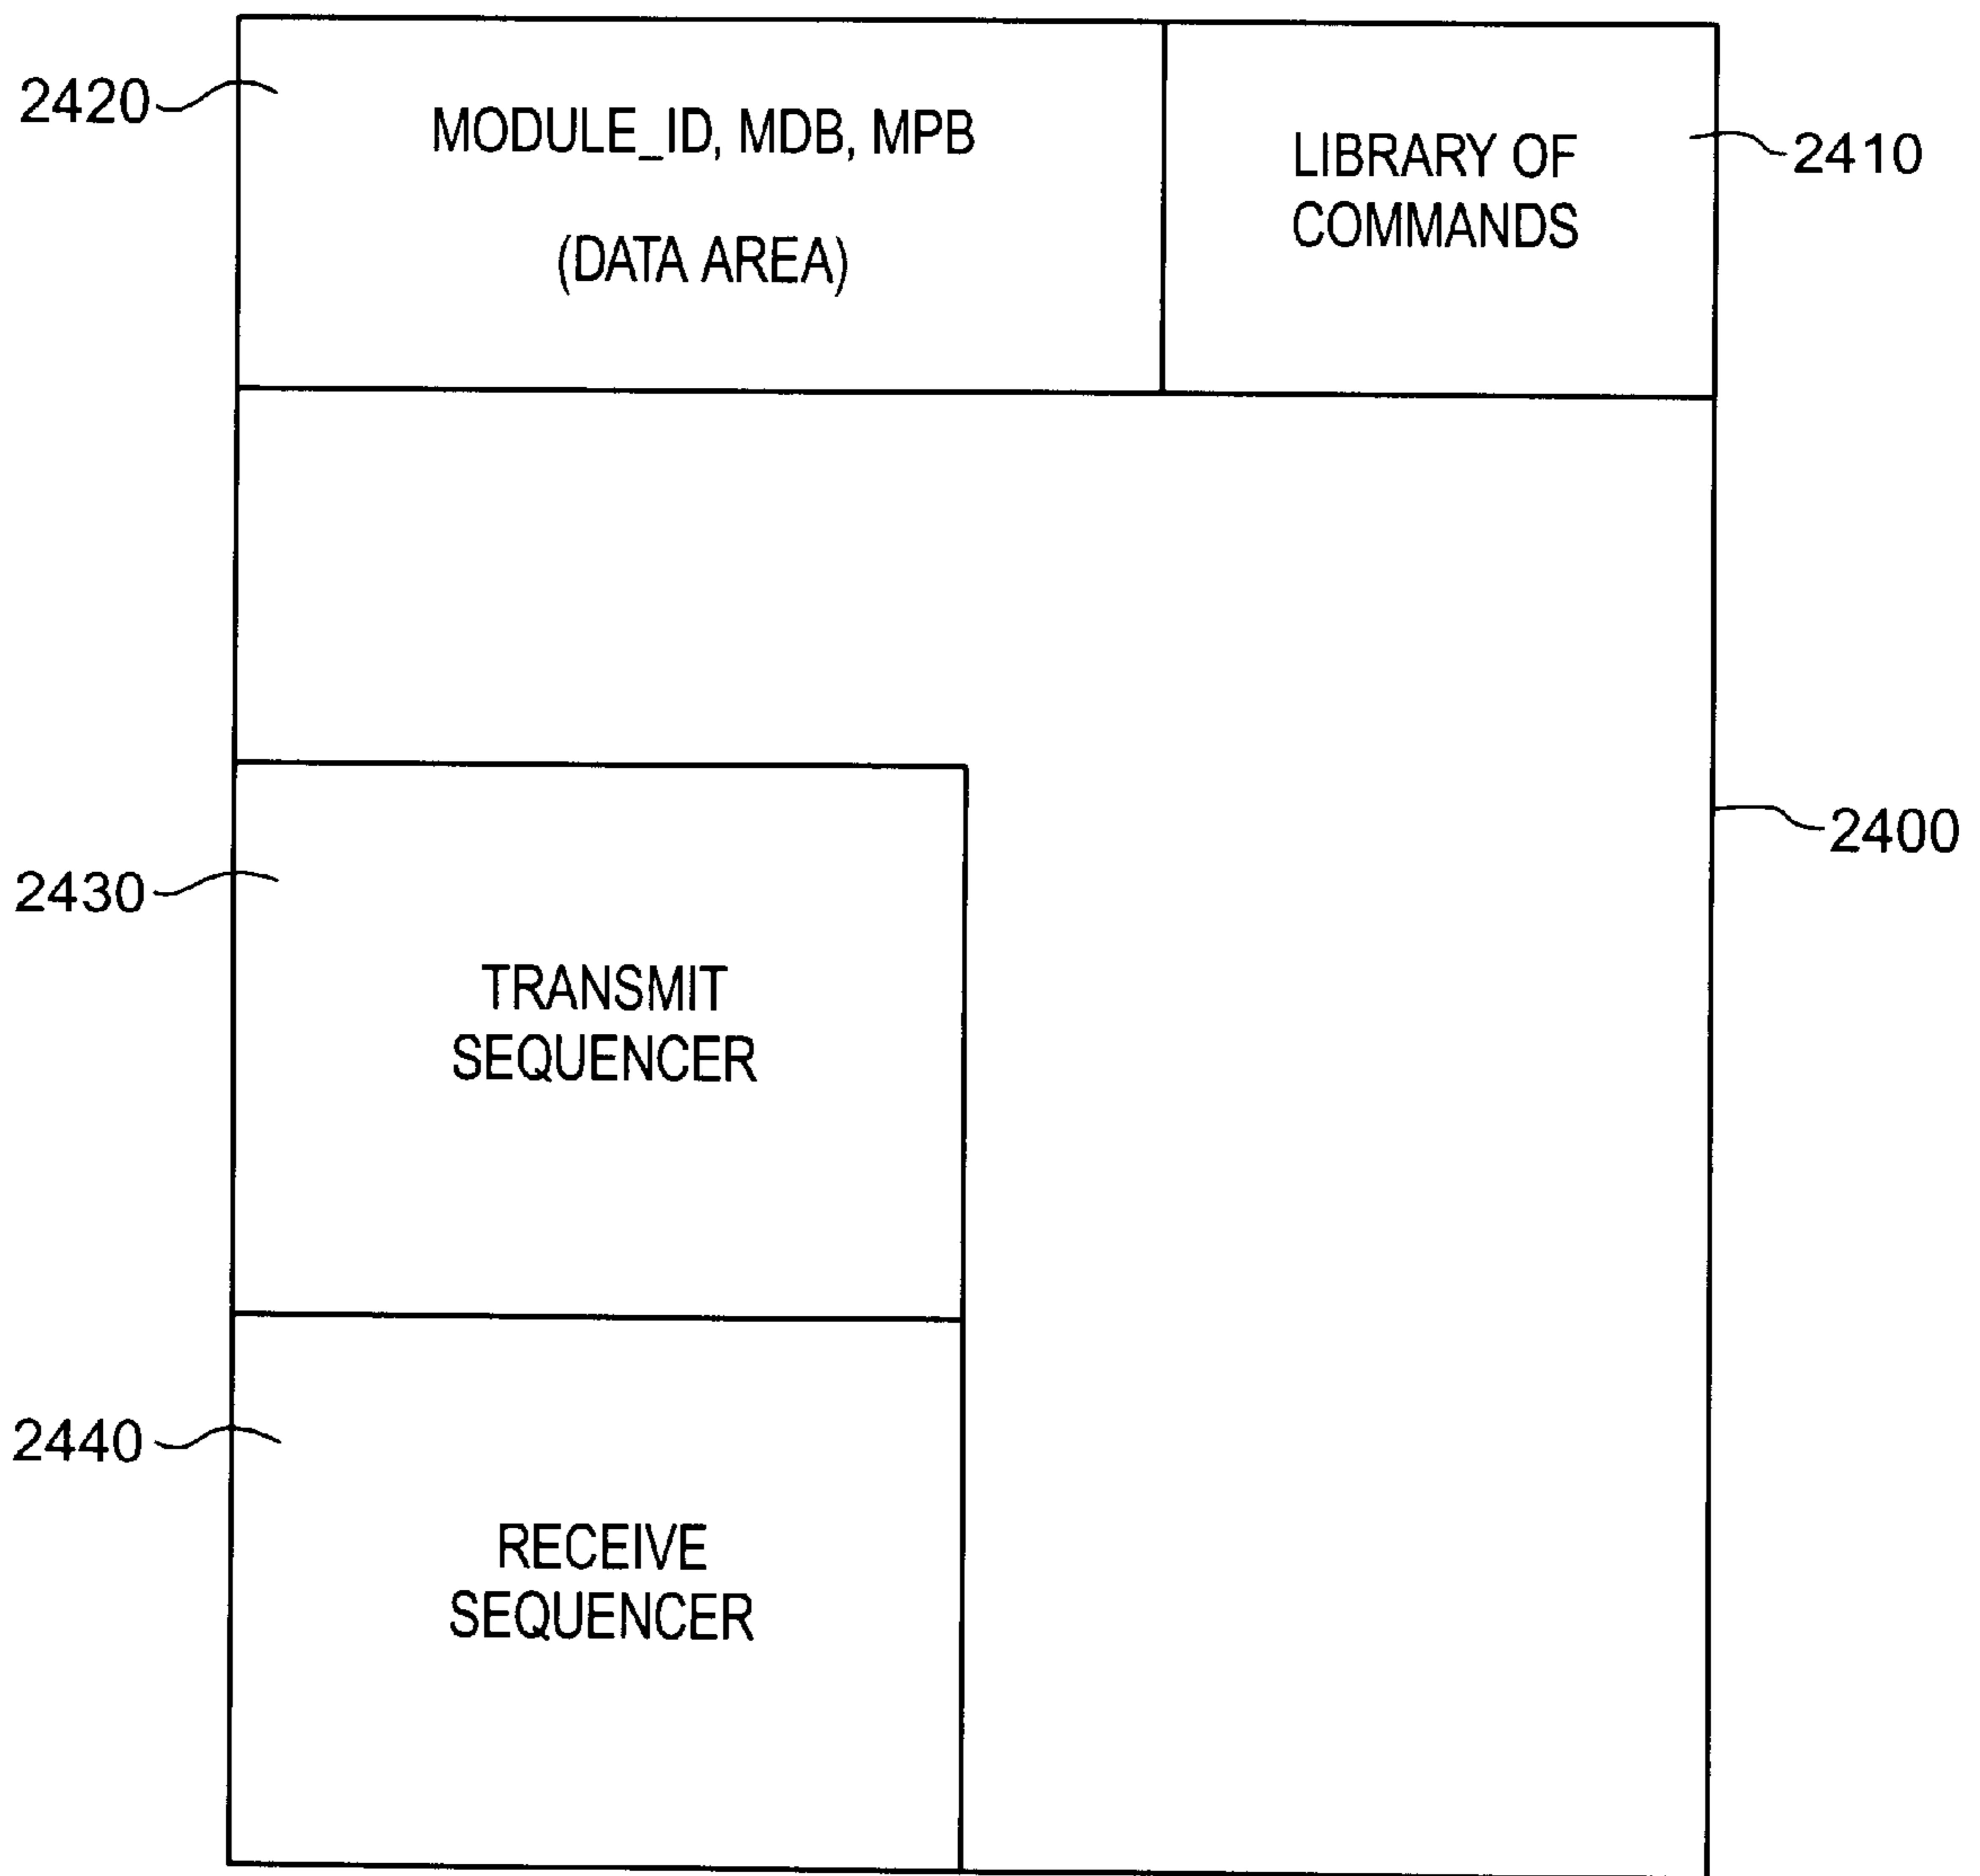 2420
MODULE_ID, MDB, MPB
(DATA AREA)
LIBRARY OF
COMMANDS
2410
2400
2430
TRANSMIT
SEQUENCER
2440
RECEIVE
SEQUENCER